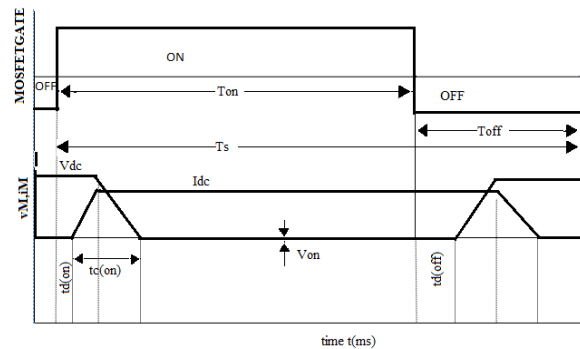 MOSFETGATE
OFF
ON
Ton
OFF
Toff
Ts
vM,iM
Vdc
Idc
Von
td(on)
tc(on)
td(off)
time t(ms)